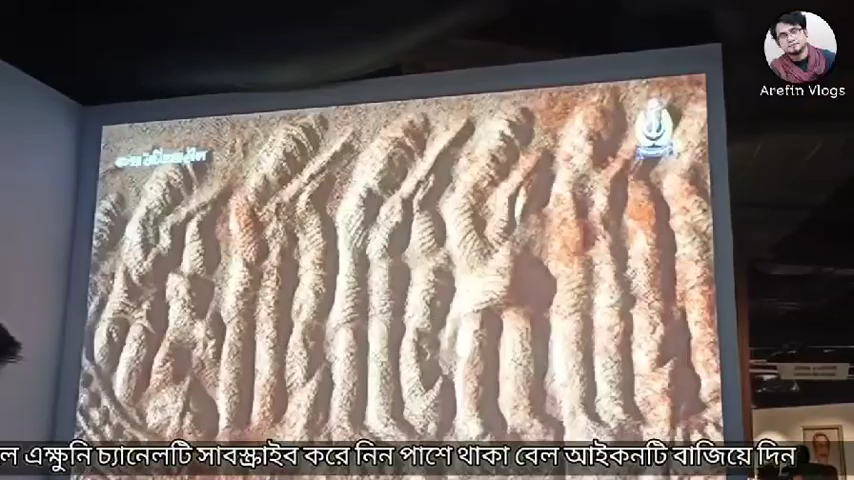 Arefin Vlogs
ল এক্ষুনি চ্যানেলটি সাবস্ক্রাইব করে নিন পাশে থাকা বেল আইকনটি বাজিয়ে দিন